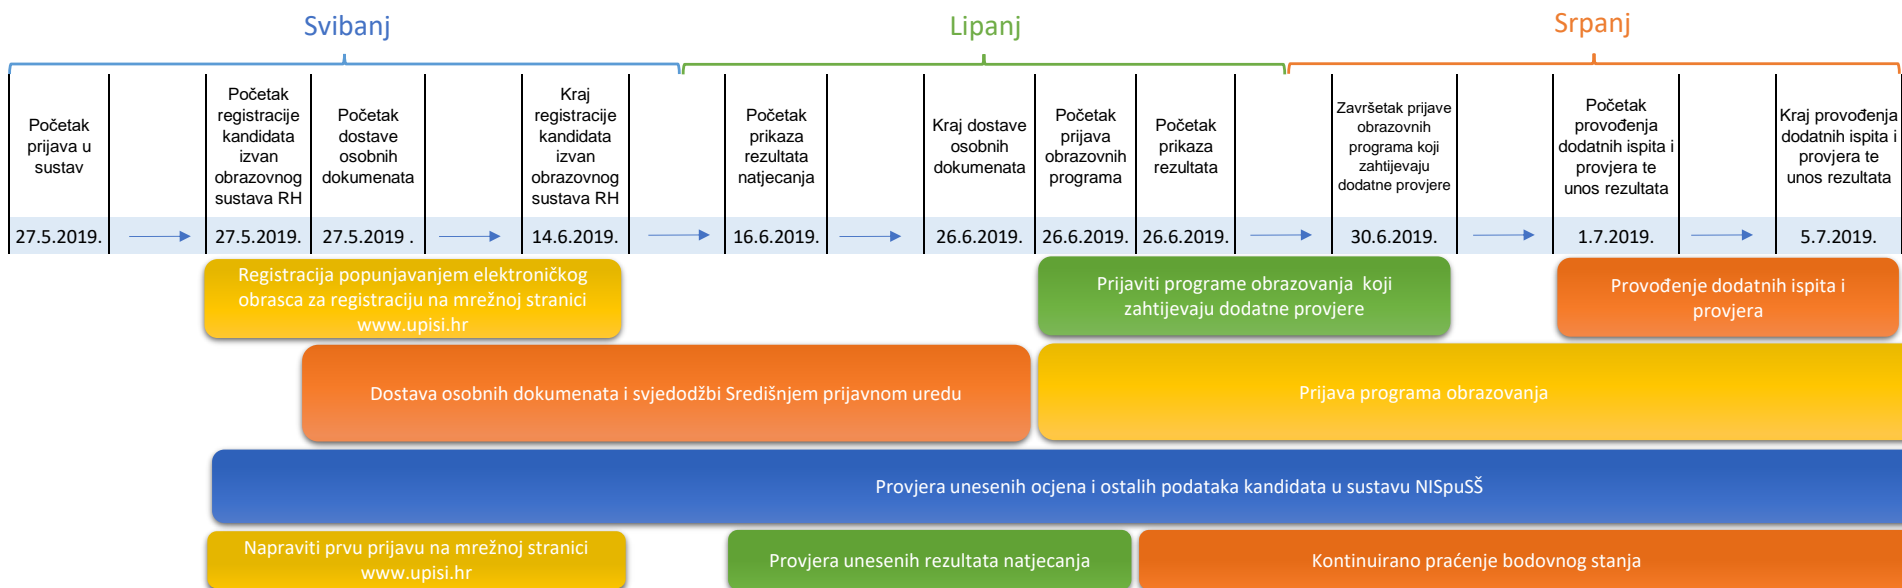 Svibanj
Lipanj
Srpanj
Početak
prijava u
sustav
Početak
registracije
kandidata
izvan
obrazovnog
sustava RH
Početak
dostave
osobnih
dokumenata
Kraj
registracije
kandidata
izvan
obrazovnog
sustava RH
Početak
prikaza
rezultata
natjecanja
Kraj dostave
osobnih
dokumenata
Početak
prijava
obrazovnih
programa
Početak
prikaza
rezultata
Završetak prijave
obrazovnih
programa koji
zahtijevaju
dodatne provjere
Početak
provođenja
dodatnih ispita i
provjera te
unos rezultata
Kraj provođenja
dodatnih ispita i
provjera te
unos rezultata
27.5.2019.
27.5.2019.
27.5.2019 .
14.6.2019.
16.6.2019.
26.6.2019.
26.6.2019.
26.6.2019.
30.6.2019.
1.7.2019.
5.7.2019.
Registracija popunjavanjem elektroničkog
obrasca za registraciju na mrežnoj stranici
www.upisi.hr
Prijaviti programe obrazovanja koji
zahtijevaju dodatne provjere
Provođenje dodatnih ispita i
provjera
Dostava osobnih dokumenata i svjedodžbi Središnjem prijavnom uredu
Prijava programa obrazovanja
Provjera unesenih ocjena i ostalih podataka kandidata u sustavu NISpuSŠ
Napraviti prvu prijavu na mrežnoj stranici
www.upisi.hr
Provjera unesenih rezultata natjecanja
Kontinuirano praćenje bodovnog stanja